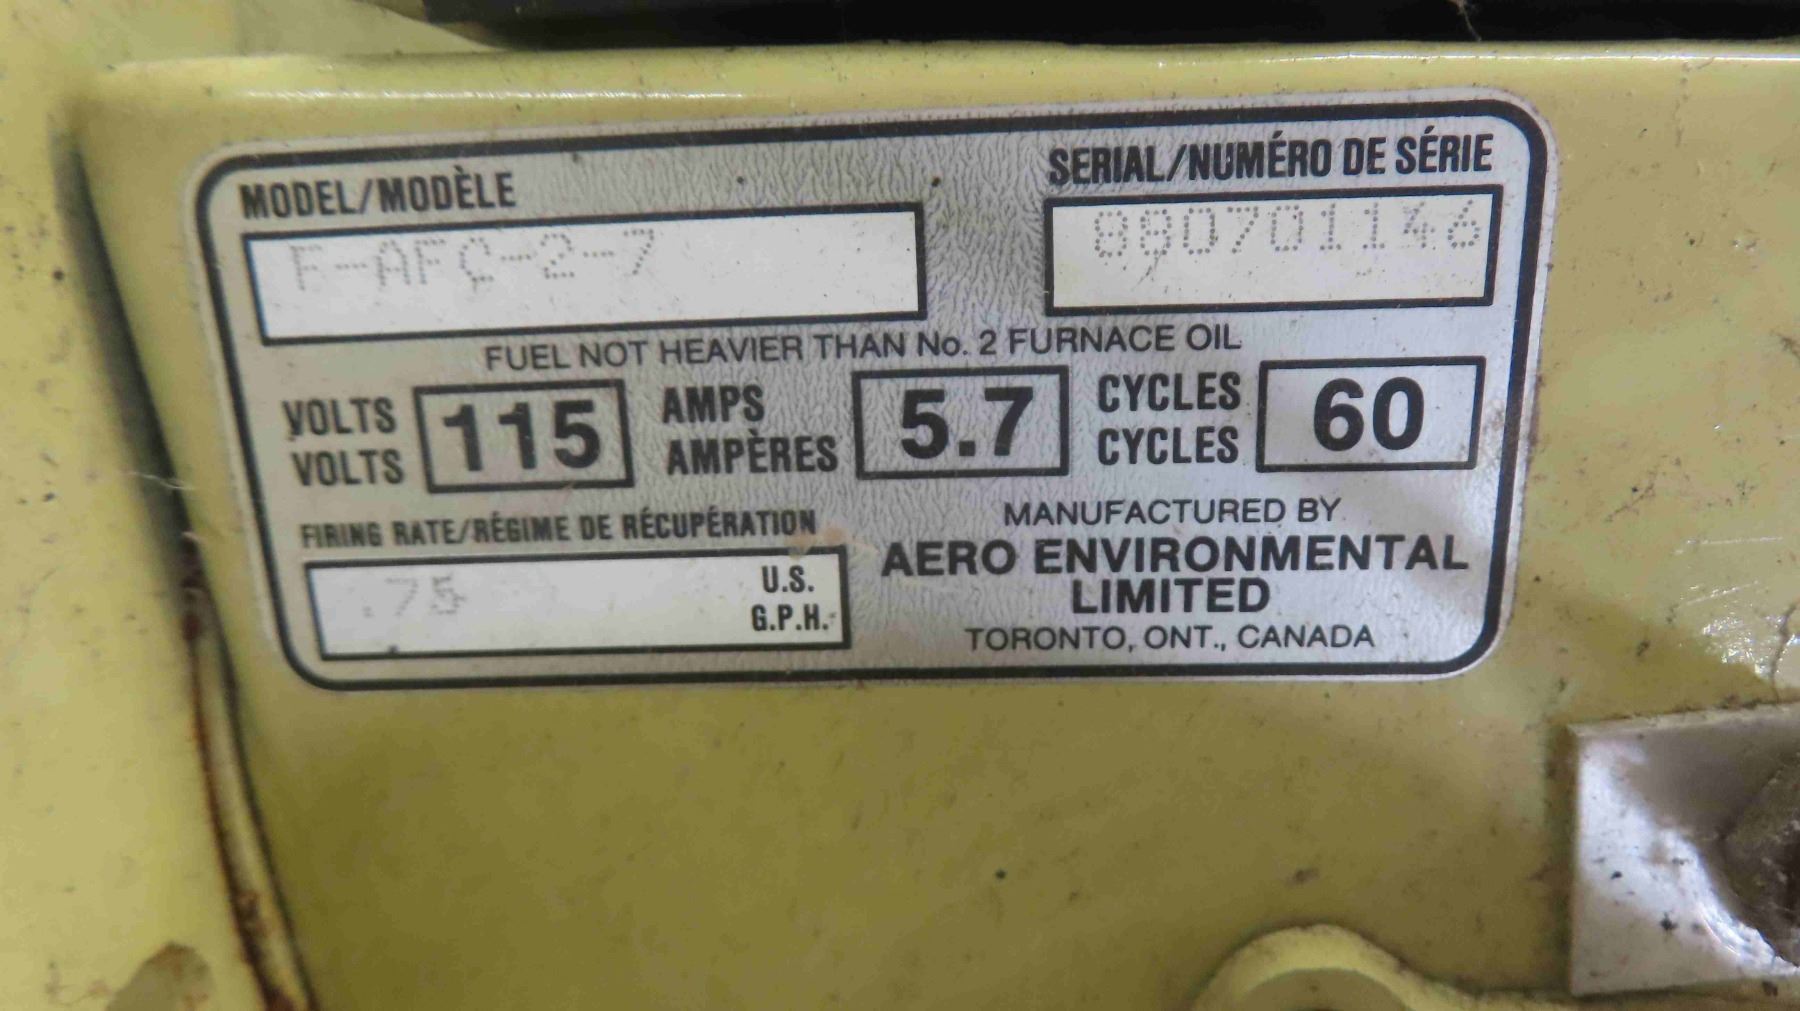 MODEL/MODÈLE
SERIAL/NUMÉRO DE SÉRIE
F-AFC-2-7
FUEL NOT HEAVIER THAN No. 2 FURNACE OIL
VOLTS
VOLTS
115
AMPS
AMPÈRES
5.7
CYCLES
CYCLES
60
FIRING RATE/RÉGIME DE RÉCUPÉRATION
.75
U.S.
G.P.H.
MANUFACTURED BY
AERO ENVIRONMENTAL
LIMITED
TORONTO, ONT., CANADA